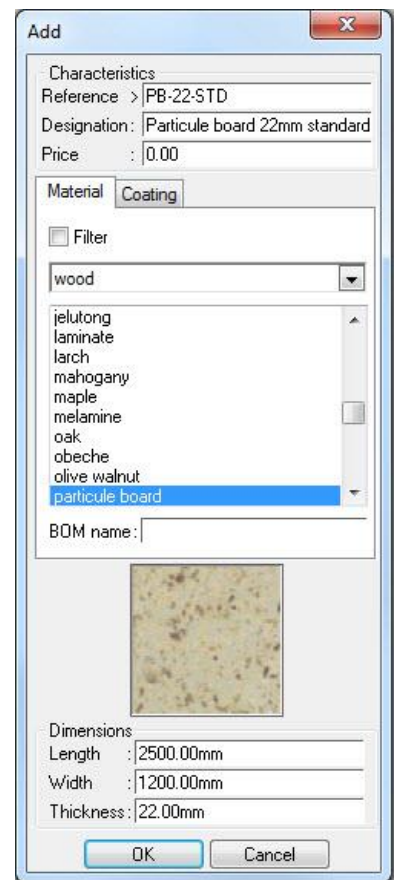 Add
Characteristics
Reference > PB-22-STD
Designation: Particule board 22mm standard
Price : 0.00
Material Coating
Filter
wood
jelutong
laminate
larch
mahogany
maple
melamine
oak
obeche
olive walnut
particule board
BOM name:
Dimensions
Length : 2500.00mm
Width : 1200.00mm
Thickness: 22.00mm
OK Cancel